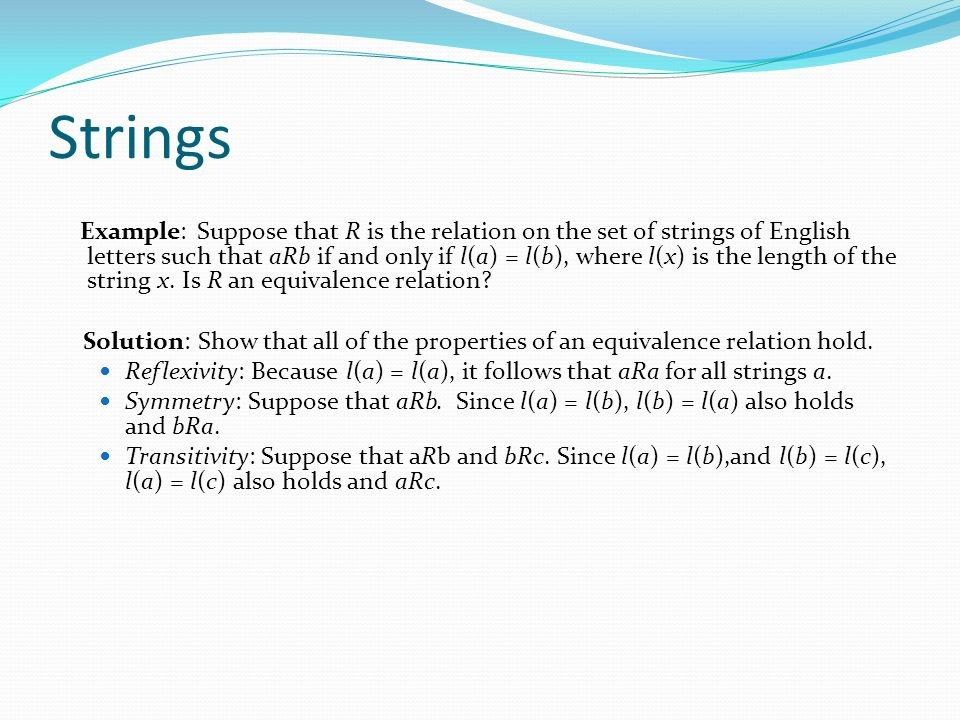 Strings
Example: Suppose that R is the relation on the set of strings of English
letters such that aRb if and only if l(a) = l(b), where l(x) is the length of the
string x. Is R an equivalence relation?
Solution: Show that all of the properties of an equivalence relation hold.
• Reflexivity: Because l(a) = l(a), it follows that aRa for all strings a.
• Symmetry: Suppose that aRb. Since l(a) = l(b), l(b) = l(a) also holds
and bRa.
• Transitivity: Suppose that aRb and bRc. Since l(a) = l(b),and l(b) = l(c),
l(a) = l(c) also holds and aRc.